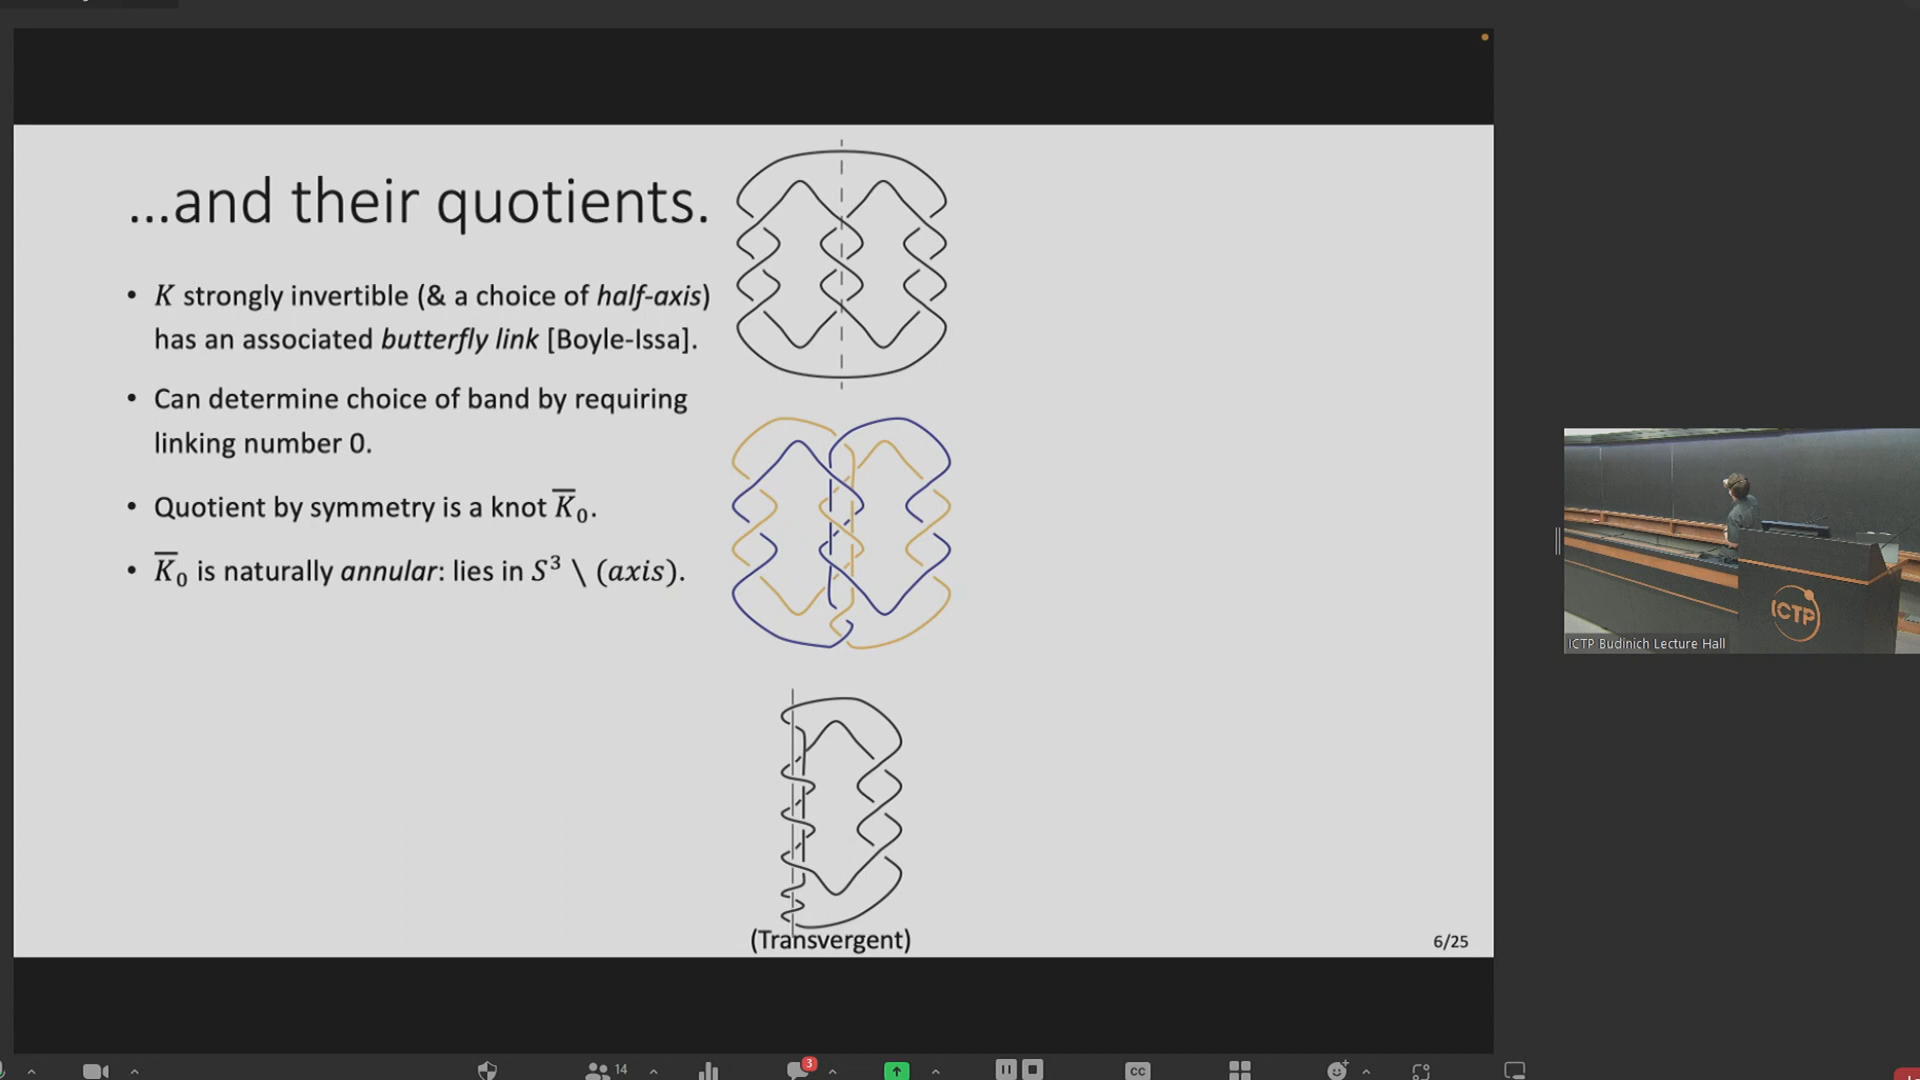 ...and their quotients.
• K strongly invertible (& a choice of half-axis)
has an associated butterfly link [Boyle-Issa].
• Can determine choice of band by requiring
linking number 0.
• Quotient by symmetry is a knot K̅₀.
• K̅₀ is naturally annular: lies in S³ \ (axis).
(Transvergent)
6/25
ICTP
ICTP Budinich Lecture Hall
14
3
CC